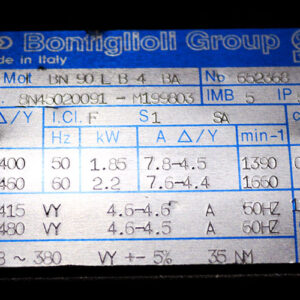 Bonfiglioli Group
de in Italy
Mot BN 90 L B 4 BA No 652368
8N45020091 - M199803 IMB 5 IP
Δ/Y I.Cl. F S1 SA
Hz kW A Δ/Y min-1
400 50 1.85 7.8-4.5 1390
460 60 2.2 7.6-4.4 1660
415 VY 4.6-4.5 A 50HZ
480 VY 4.6-4.6 A 60HZ
8 ~ 380 VY +- 5% 35 NM